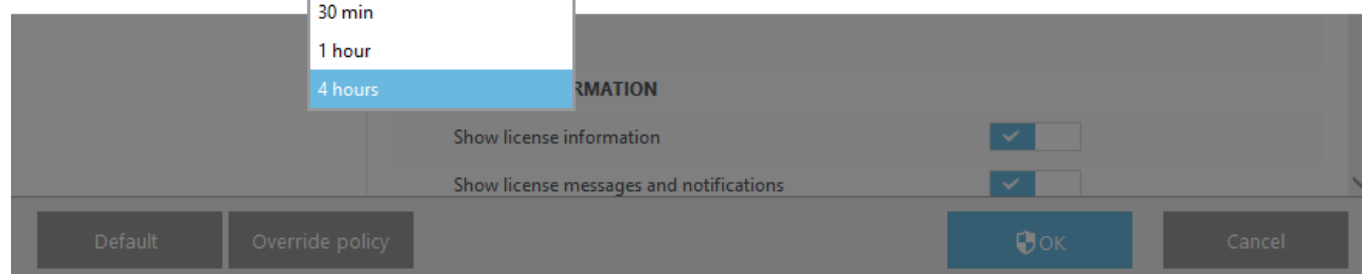 30 min
1 hour
4 hours
RMATION
Show license information
Show license messages and notifications
Default
Override policy
OK
Cancel